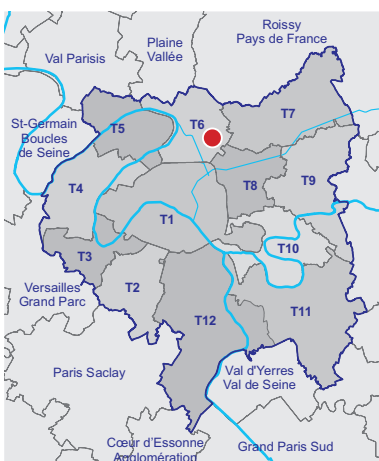 Roissy
Pays de France
Plaine
Vallée
Val Parisis
T7
T6
T5
St-Germain
Boucles
de Seine
T8
T9
T4
T1
T10
T3
Versailles
Grand Parc
T2
T12
T11
Paris Saclay
Val d'Yerres
Val de Seine
Cœur d'Essonne
Agglomération
Grand Paris Sud